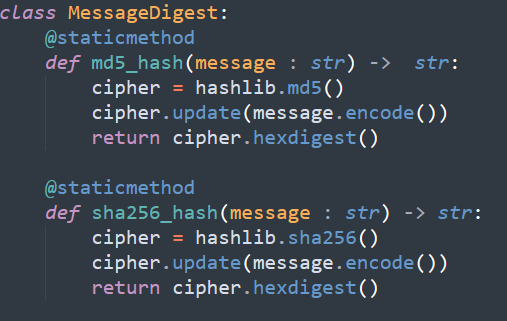 class MessageDigest:
    @staticmethod
    def md5_hash(message : str) ->  str:
        cipher = hashlib.md5()
        cipher.update(message.encode())
        return cipher.hexdigest()

    @staticmethod
    def sha256_hash(message : str) -> str:
        cipher = hashlib.sha256()
        cipher.update(message.encode())
        return cipher.hexdigest()